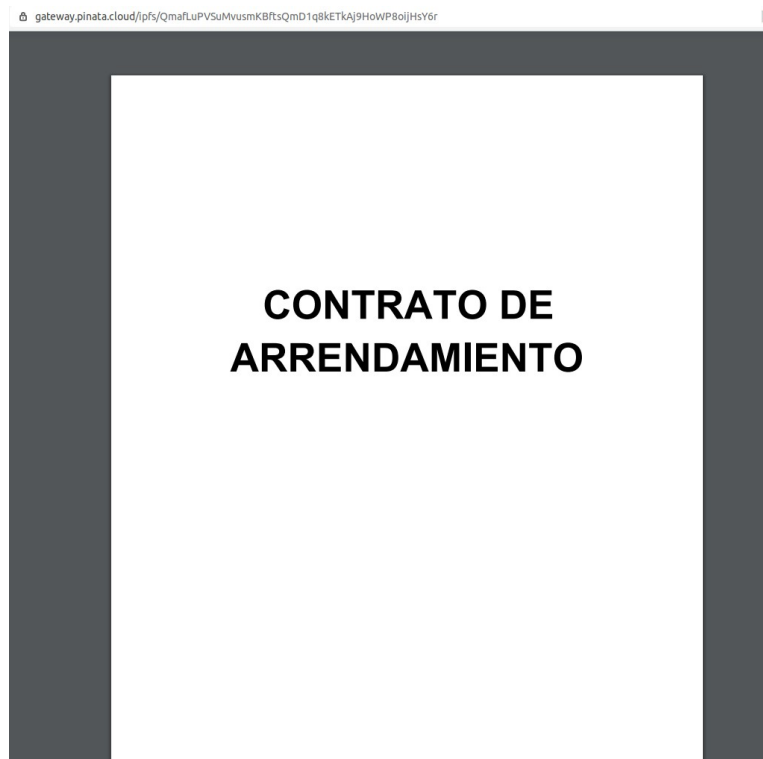 gateway.pinata.cloud/ipfs/QmafLuPVSuMvusmKBftsQmD1q8kETkAj9HoWP8oijHsY6r
CONTRATO DE
ARRENDAMIENTO